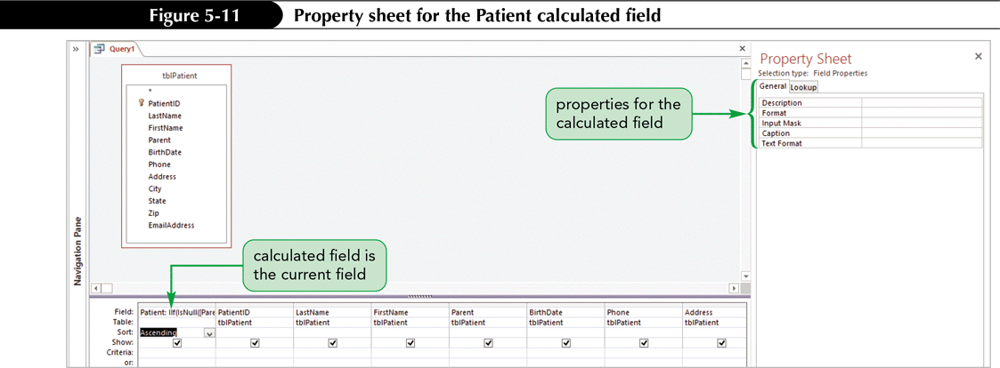 Figure 5-11 Property sheet for the Patient calculated field
Query1
tblPatient
*
PatientID
LastName
FirstName
Parent
BirthDate
Phone
Address
City
State
Zip
EmailAddress
Navigation Pane
properties for the
calculated field
Property Sheet
Selection type: Field Properties
General Lookup
Description
Format
Input Mask
Caption
Text Format
calculated field is
the current field
Field: Patient: IIf(IsNull([Pare PatientID LastName FirstName Parent BirthDate Phone Address
Table: tblPatient tblPatient tblPatient tblPatient tblPatient tblPatient tblPatient
Sort: Ascending
Show:
Criteria:
or: